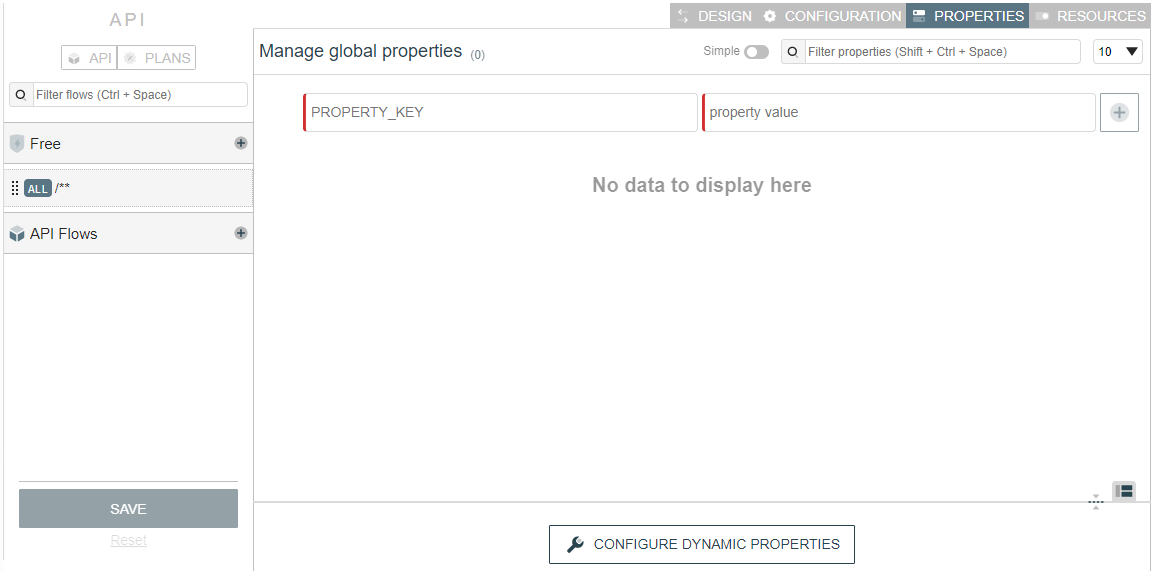 API
API PLANS
Filter flows (Ctrl + Space)
Free
ALL /**
API Flows
SAVE
Reset
DESIGN CONFIGURATION PROPERTIES RESOURCES
Manage global properties (0) Simple Filter properties (Shift + Ctrl + Space) 10
PROPERTY_KEY property value
No data to display here
CONFIGURE DYNAMIC PROPERTIES